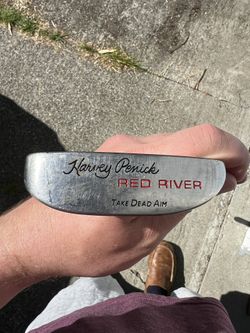 Harvey Penick
RED RIVER
TAKE DEAD AIM